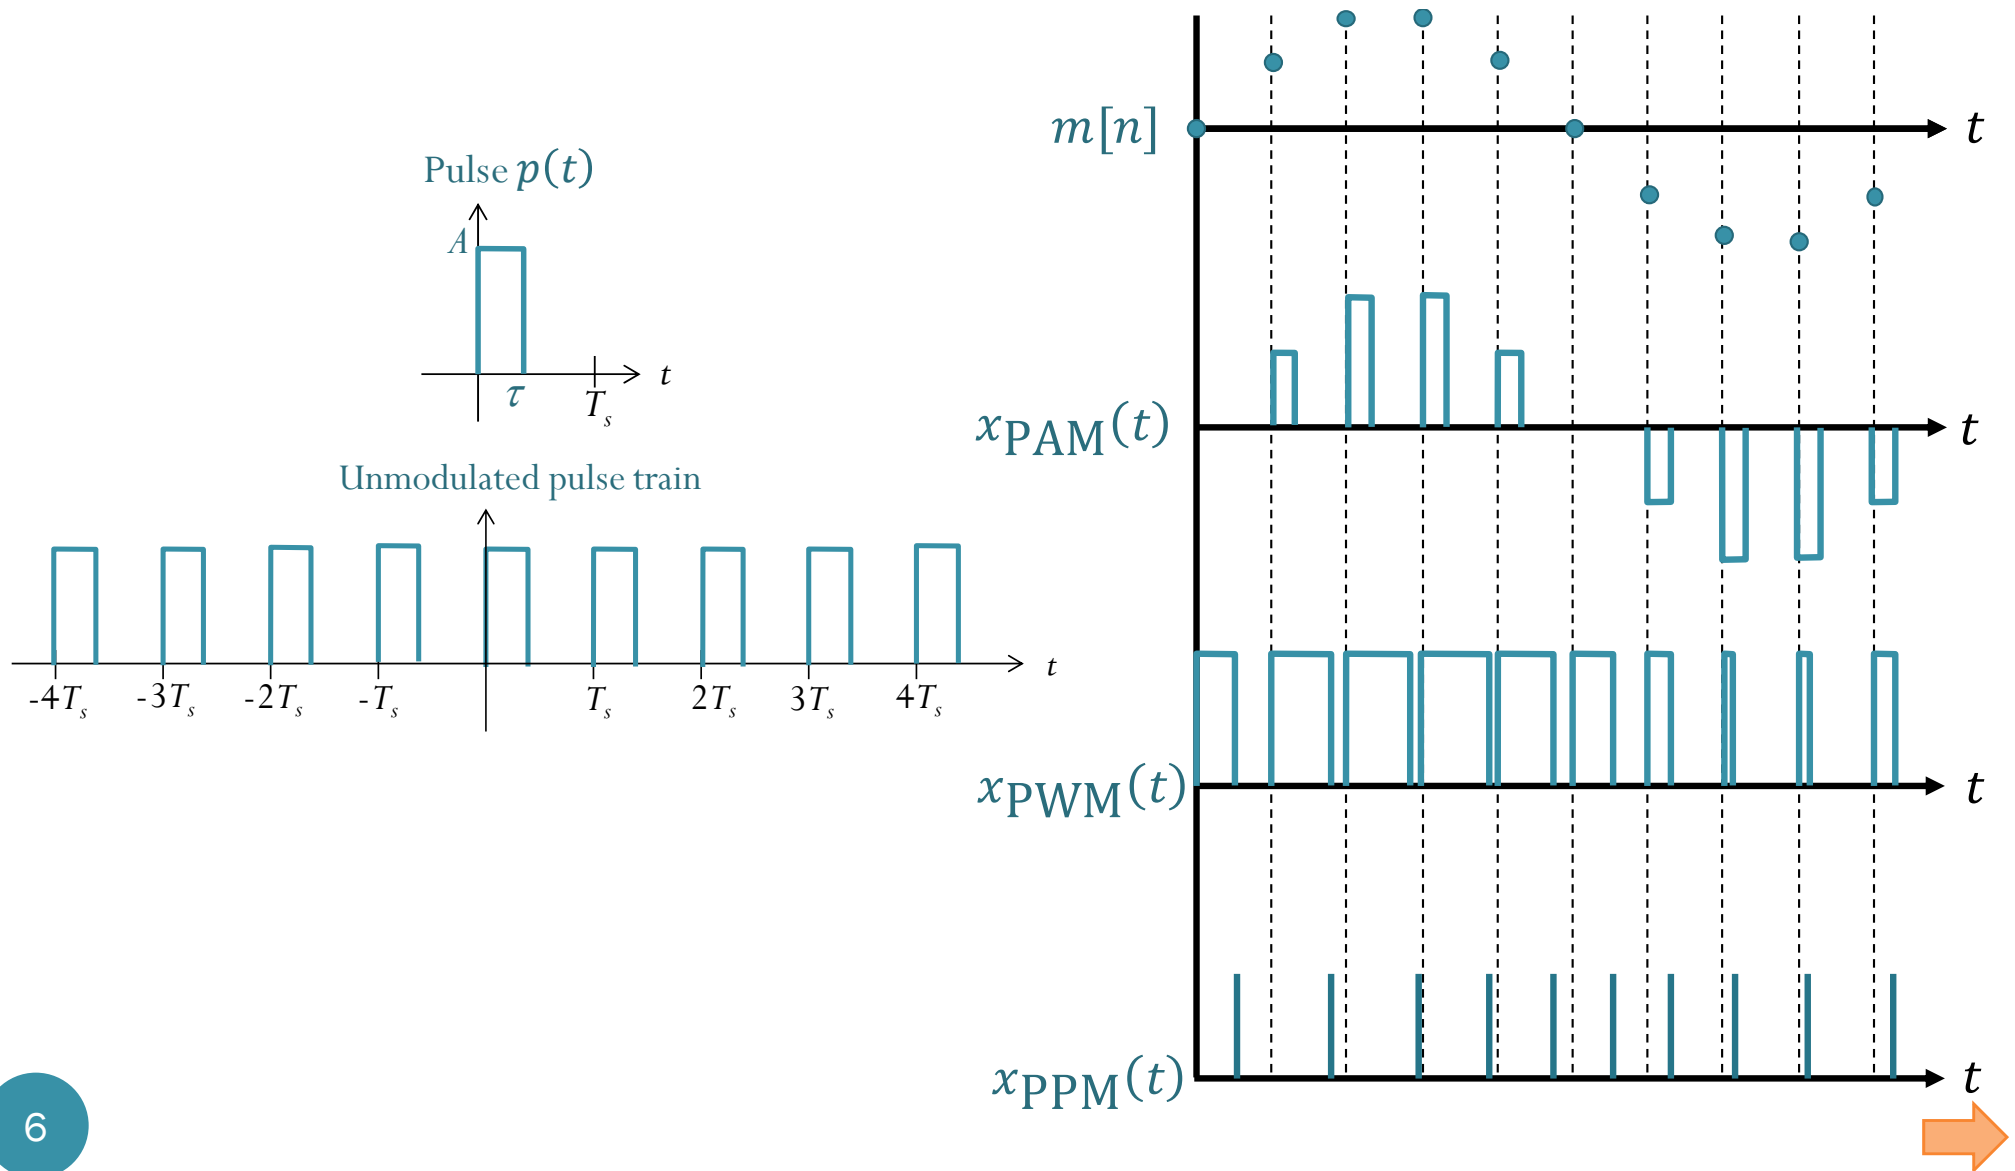 Pulse p(t)
A
t
τ
T_s
Unmodulated pulse train
t
-4T_s -3T_s -2T_s -T_s T_s 2T_s 3T_s 4T_s
m[n]
t
x_PAM(t)
t
x_PWM(t)
t
x_PPM(t)
t
6